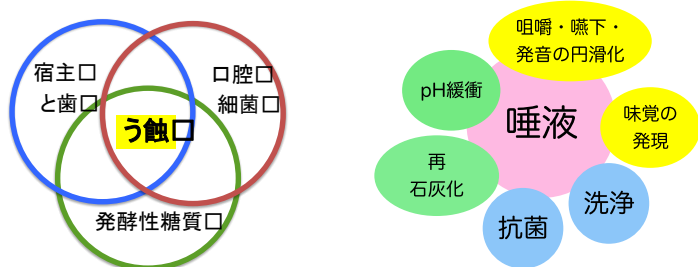 宿主□
と歯□
口腔□
細菌□
う蝕□
発酵性糖質□
咀嚼・嚥下・
発音の円滑化
pH緩衝
唾液
味覚の
発現
再
石灰化
洗浄
抗菌